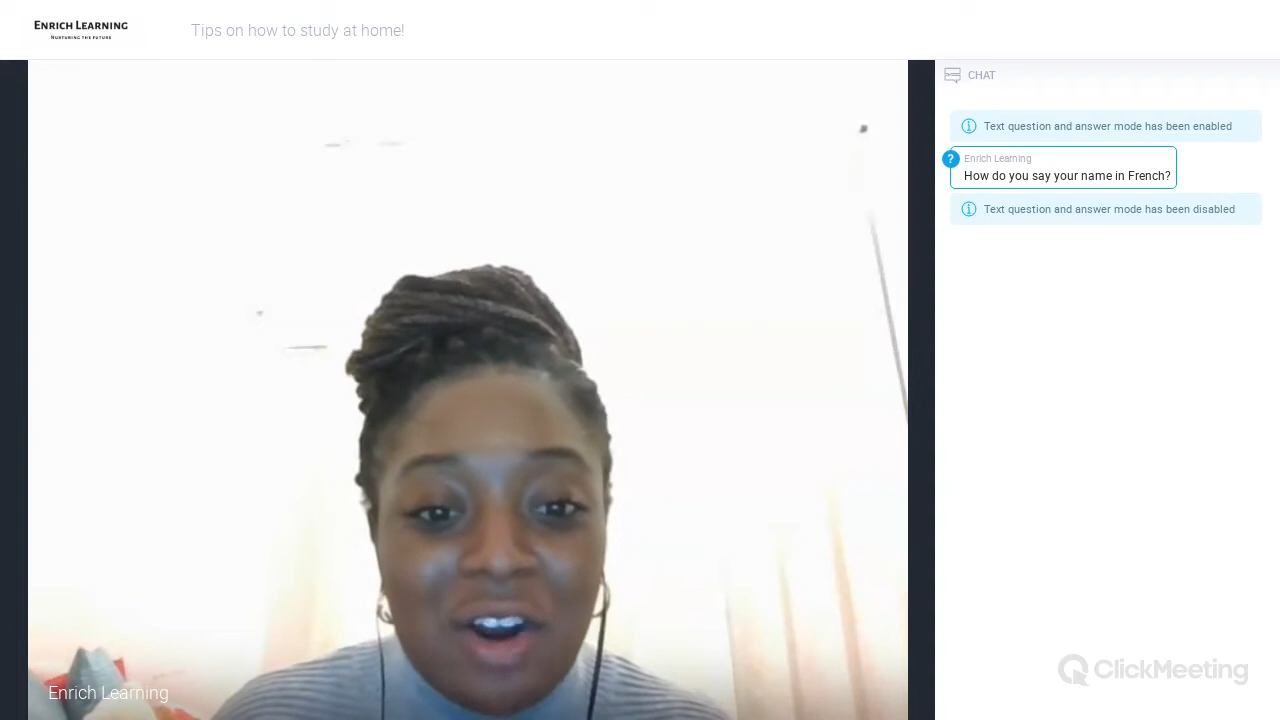 ENRICH LEARNING
NURTURING THE FUTURE
Tips on how to study at home!
CHAT
Text question and answer mode has been enabled
?
Enrich Learning
How do you say your name in French?
Text question and answer mode has been disabled
Enrich Learning
ClickMeeting